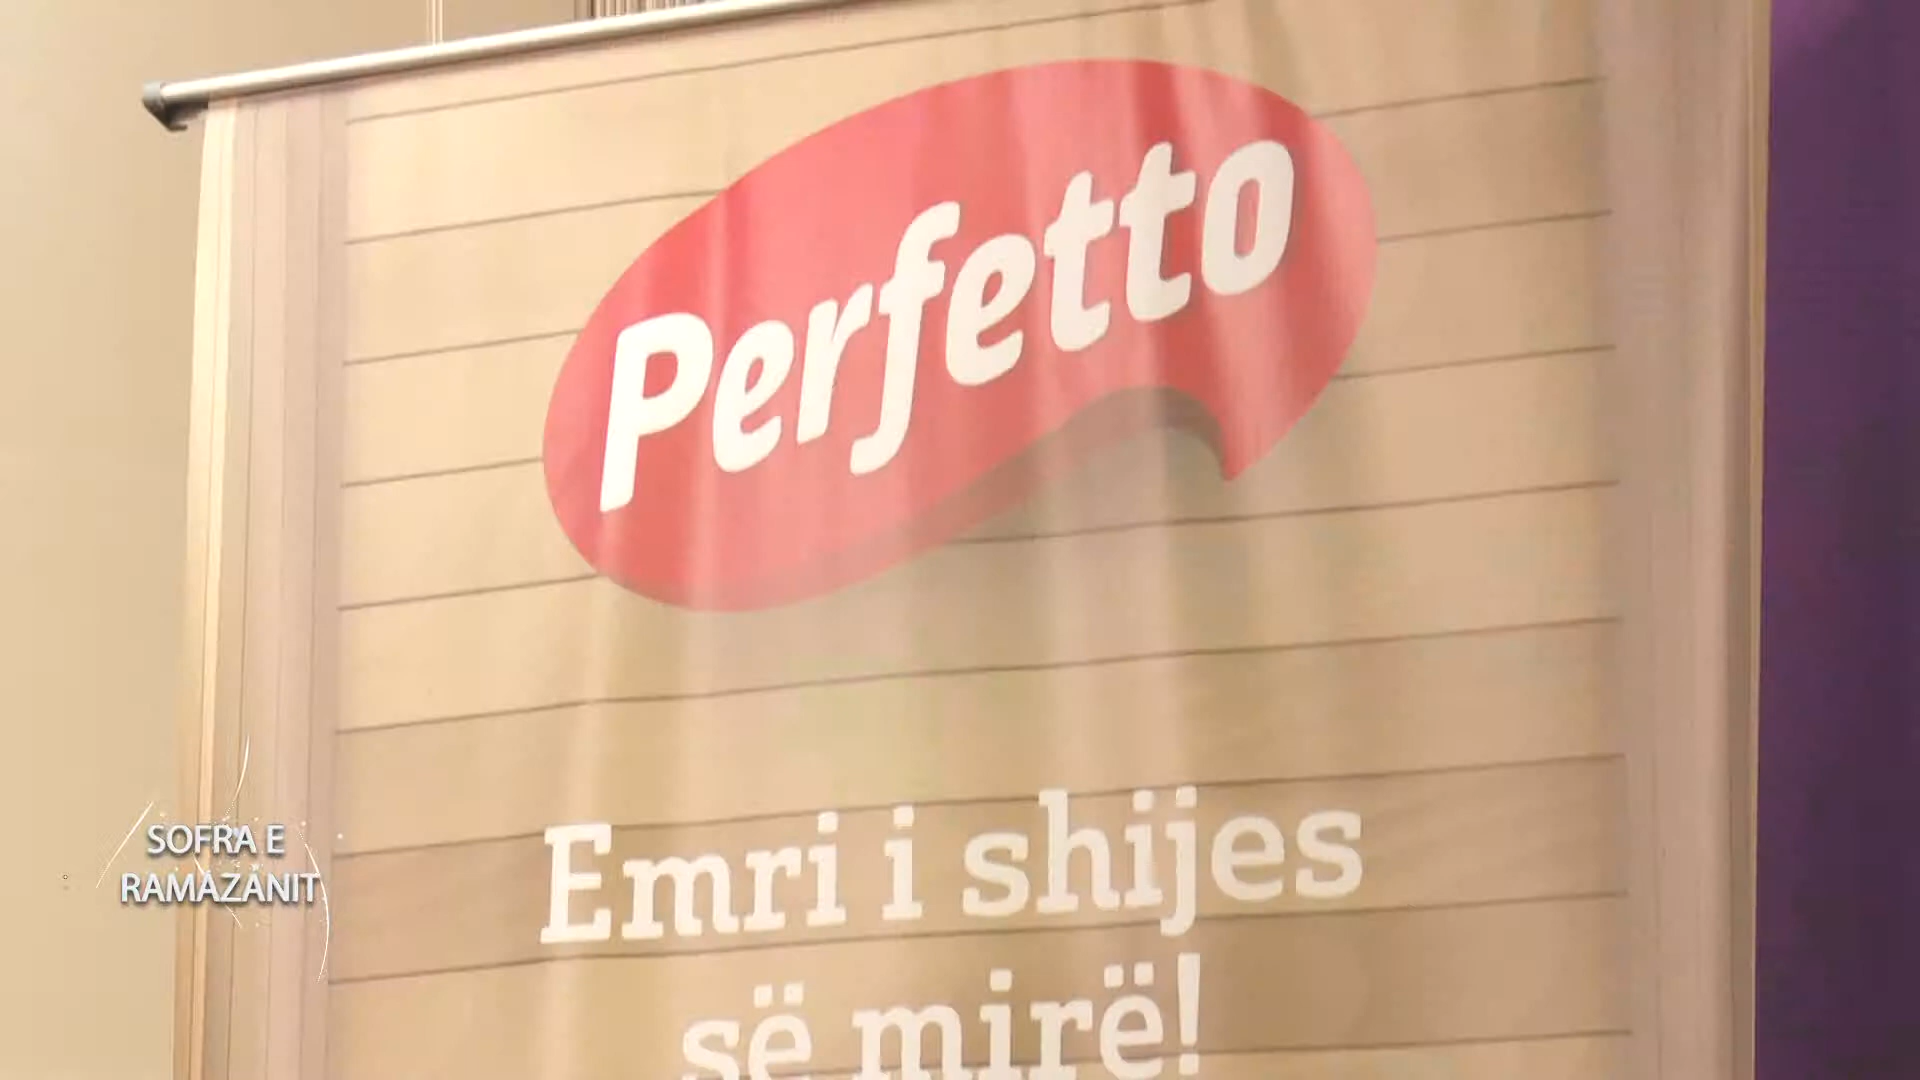 Perfetto
Emri i shijes
së mirë!
SOFRA E
RAMAZANIT